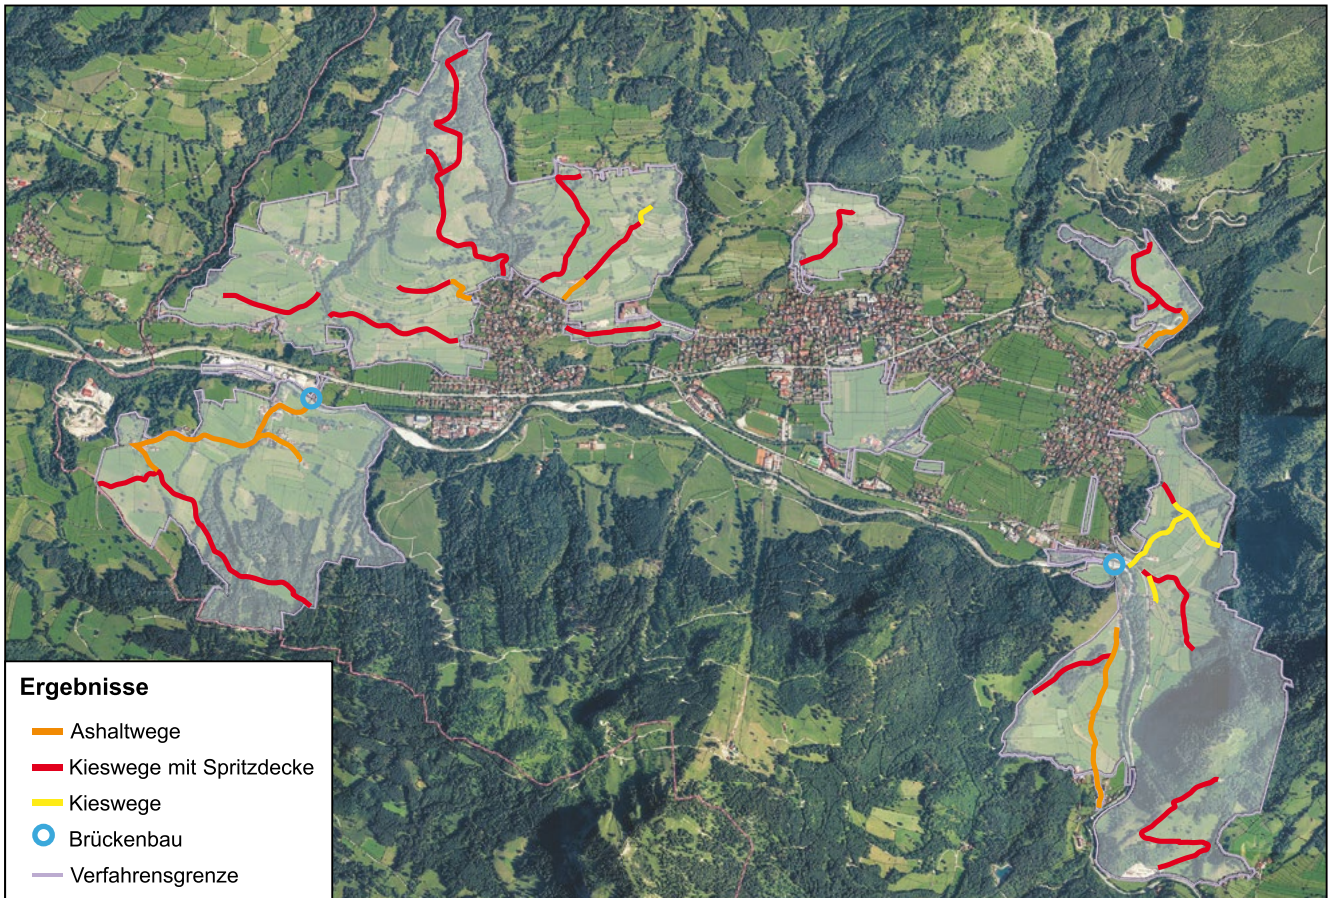 Ergebnisse
Ashaltwege
Kieswege mit Spritzdecke
Kieswege
Brückenbau
Verfahrensgrenze